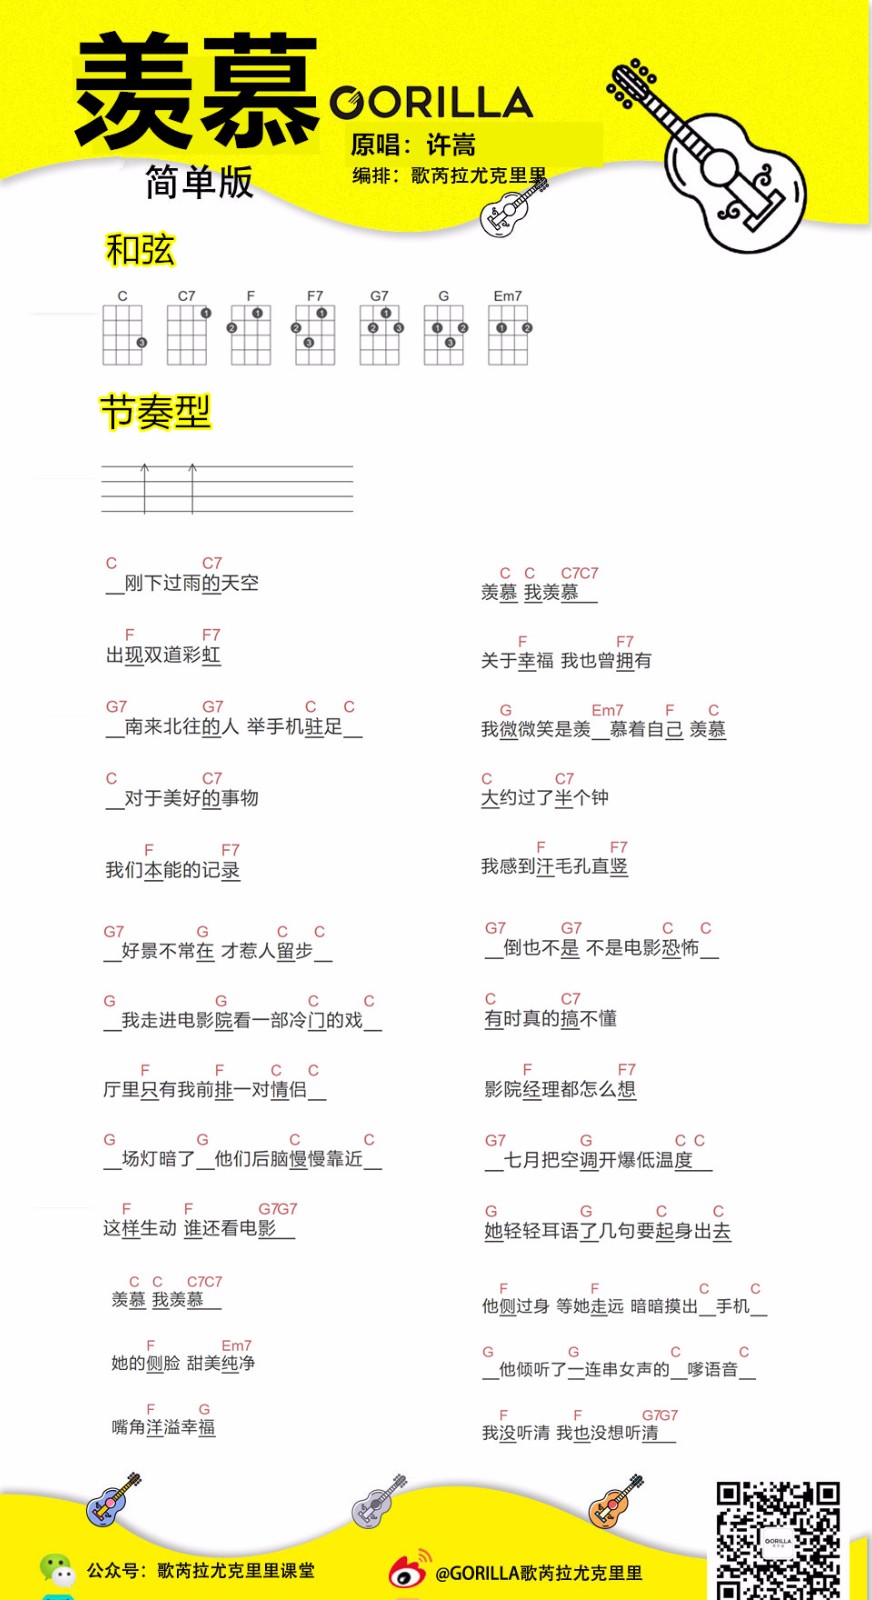 羡慕
GORILLA
原唱：许嵩
简单版
编排：歌芮拉尤克里里
和弦
C C7 F F7 G7 G Em7
3 1 1 2 1 2 3 1 2 3 1 2 3 1 2
节奏型
C C7
__刚下过雨的天空
F F7
出现双道彩虹
G7 G7 C C
__南来北往的人 举手机驻足__
C C7
__对于美好的事物
F F7
我们本能的记录
G7 G C C
__好景不常在 才惹人留步__
G G C C
__我走进电影院看一部冷门的戏__
F F C C
厅里只有我前排一对情侣__
G G C C
__场灯暗了__他们后脑慢慢靠近__
F F G7G7
这样生动 谁还看电影__
C C C7C7
羡慕 我羡慕__
F Em7
她的侧脸 甜美纯净
F G
嘴角洋溢幸福
C C C7C7
羡慕 我羡慕__
F F7
关于幸福 我也曾拥有
G Em7 F C
我微微笑是羡__慕着自己 羡慕
C C7
大约过了半个钟
F F7
我感到汗毛孔直竖
G7 G7 C C
__倒也不是 不是电影恐怖__
C C7
有时真的搞不懂
F F7
影院经理都怎么想
G7 G C C
__七月把空调开爆低温度__
G G C C
她轻轻耳语了几句要起身出去
F F C C
他侧过身 等她走远 暗暗摸出__手机__
G G C C
__他倾听了一连串女声的__嗲语音__
F F G7G7
我没听清 我也没想听清__
公众号：歌芮拉尤克里里课堂
@GORILLA歌芮拉尤克里里
GORILLA